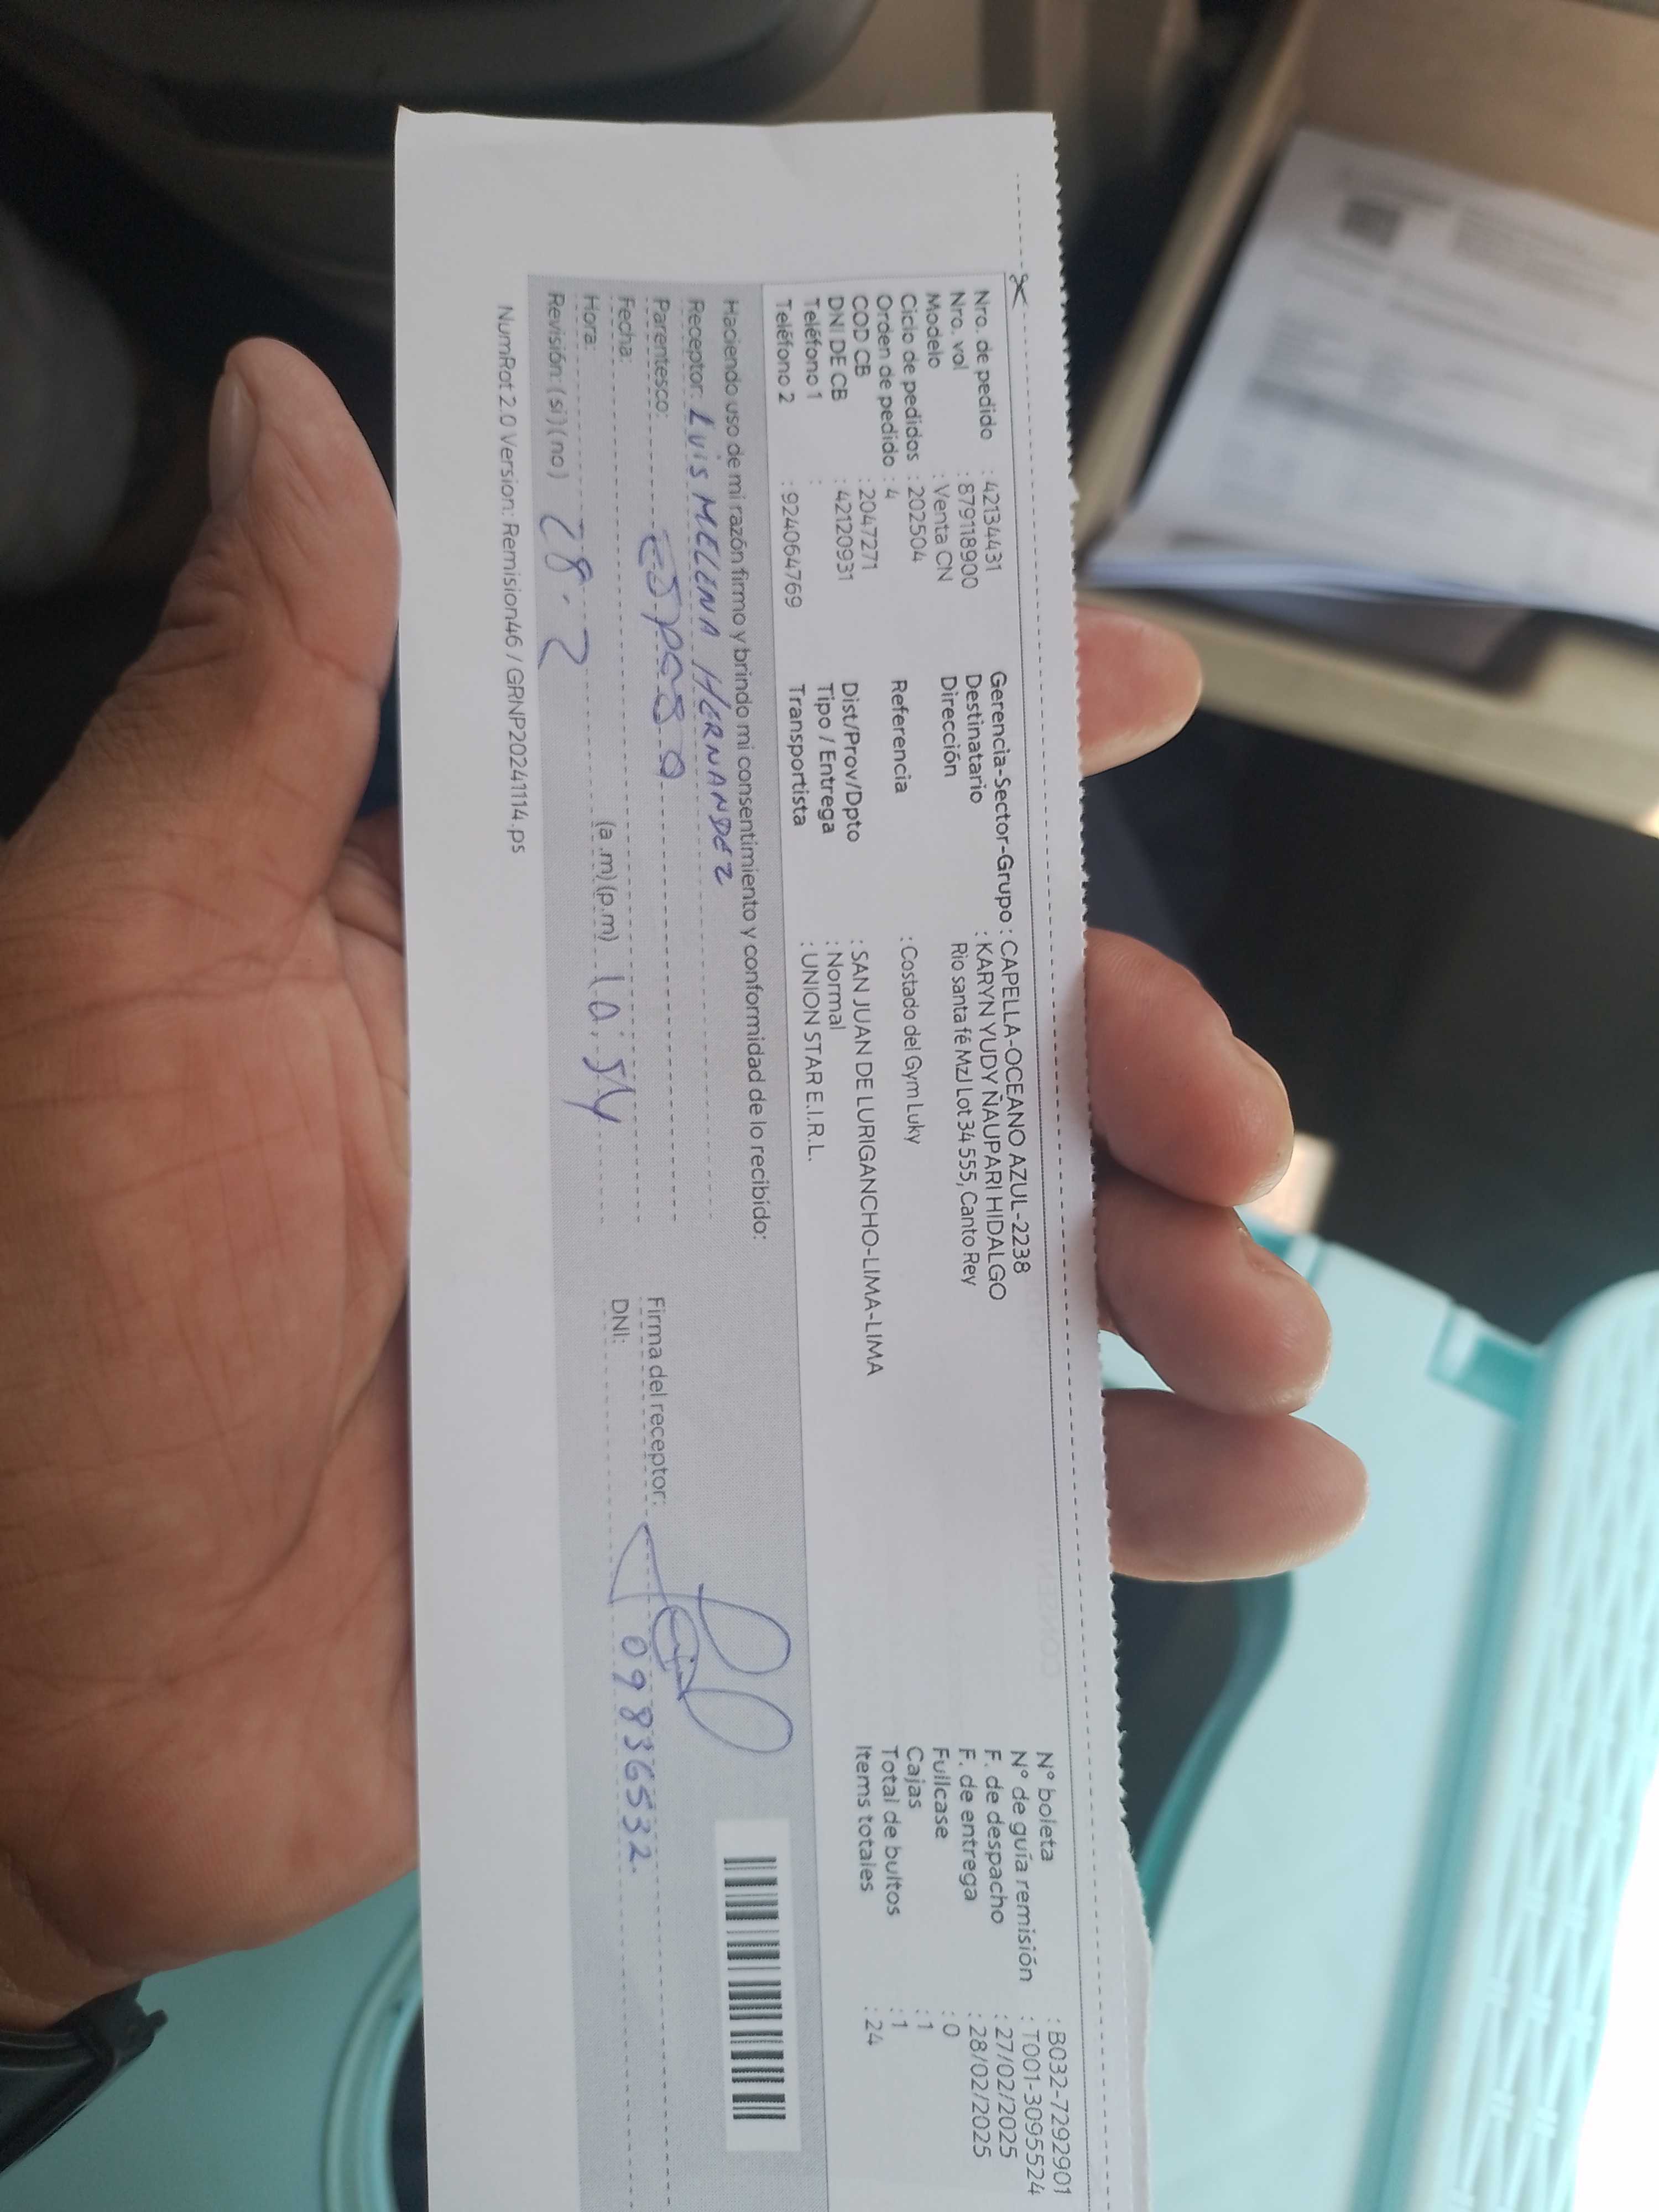 Nro. de pedido : 42134431
Nro. vol : 879118900
Modelo : Venta CN
Ciclo de pedidos : 202504
Orden de pedido : 4
COD CB : 2047271
DNI DE CB : 42120931
Teléfono 1 :
Teléfono 2 : 924064769
Gerencia-Sector-Grupo : CAPELLA-OCEANO AZUL-2238
Destinatario : KARYN YUDY ÑAUPARI HIDALGO
Dirección Rio santa fé MzJ Lot 34 555, Canto Rey
Referencia : Costado del Gym Luky
Dist/Prov/Dpto : SAN JUAN DE LURIGANCHO-LIMA-LIMA
Tipo / Entrega : Normal
Transportista : UNION STAR E.I.R.L.
N° boleta : B032-7292901
N° de guía remisión : T001-3095524
F. de despacho : 27/02/2025
F. de entrega : 28/02/2025
Fullcase : 0
Cajas : 1
Total de bultos : 1
Items totales : 24
Haciendo uso de mi razón firmo y brindo mi consentimiento y conformidad de lo recibido:
Receptor: LUIS MELENA HERNANDEZ
Parentesco: esposo
Fecha:
Hora: (a.m) (p.m) 10:54
Revisión: (si) (no) 28.2
Firma del receptor:
DNI: 09836532.
NumRot 2.0 Version: Remision46 / GRNP20241114.ps